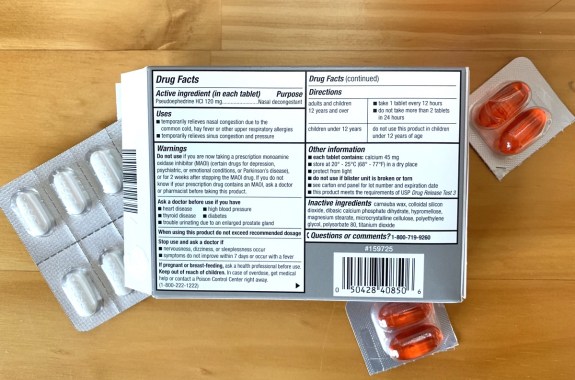 Drug Facts
Active ingredient (in each tablet) Purpose
Pseudoephedrine HCl 120 mg......................Nasal decongestant
Uses
■ temporarily relieves nasal congestion due to the
common cold, hay fever or other upper respiratory allergies
■ temporarily relieves sinus congestion and pressure
Warnings
Do not use if you are now taking a prescription monoamine
oxidase inhibitor (MAOI) (certain drugs for depression,
psychiatric, or emotional conditions, or Parkinson's disease),
or for 2 weeks after stopping the MAOI drug. If you do not
know if your prescription drug contains an MAOI, ask a doctor
or pharmacist before taking this product.
Ask a doctor before use if you have
■ heart disease ■ high blood pressure
■ thyroid disease ■ diabetes
■ trouble urinating due to an enlarged prostate gland
When using this product do not exceed recommended dosage
Stop use and ask a doctor if
■ nervousness, dizziness, or sleeplessness occur
■ symptoms do not improve within 7 days or occur with a fever
If pregnant or breast-feeding, ask a health professional before use.
Keep out of reach of children. In case of overdose, get medical
help or contact a Poison Control Center right away.
(1-800-222-1222)
Drug Facts (continued)
Directions
adults and children
12 years and over
■ take 1 tablet every 12 hours
■ do not take more than 2 tablets
in 24 hours
children under 12 years
do not use this product in children
under 12 years of age
Other information
■ each tablet contains: calcium 45 mg
■ store at 20° - 25°C (68° - 77°F) in a dry place
■ protect from light
■ do not use if blister unit is broken or torn
■ see carton end panel for lot number and expiration date
■ this product meets the requirements of USP Drug Release Test 3
Inactive ingredients carnauba wax, colloidal silicon
dioxide, dibasic calcium phosphate dihydrate, hypromellose,
magnesium stearate, microcrystalline cellulose, polyethylene
glycol, polysorbate 80, titanium dioxide
Questions or comments? 1-800-719-9260
#159725
0 50428 40850 6